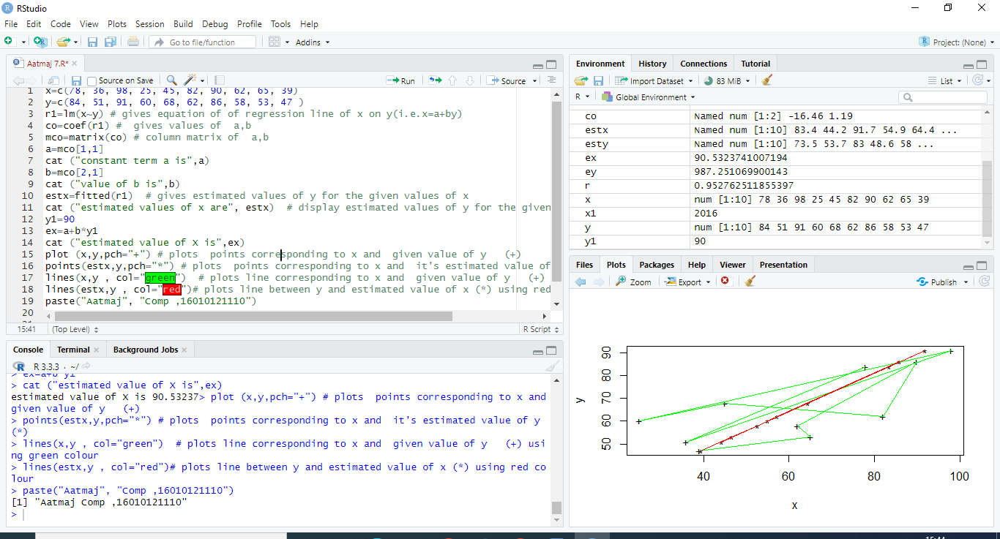 RStudio
File Edit Code View Plots Session Build Debug Profile Tools Help
Go to file/function Addins Project: (None)
Aatmaj 7.R*
Source on Save Run Source
1 x=c(78, 36, 98, 25, 45, 82, 90, 62, 65, 39)
2 y=c(84, 51, 91, 60, 68, 62, 86, 58, 53, 47 )
3 r1=lm(x~y) # gives equation of of regression line of x on y(i.e.x=a+by)
4 co=coef(r1) #  gives values of  a,b
5 mco=matrix(co) # column matrix of  a,b
6 a=mco[1,1]
7 cat ("constant term a is",a)
8 b=mco[2,1]
9 cat ("value of b is",b)
10 estx=fitted(r1)  # gives estimated values of y for the given values of x
11 cat ("estimated values of x are", estx)  # display estimated values of y for the given
12 y1=90
13 ex=a+b*y1
14 cat ("estimated value of X is",ex)
15 plot (x,y,pch="+") # plots  points corresponding to x and  given value of y   (+)
16 points(estx,y,pch="*") # plots  points corresponding to x and  it's estimated value of
17 lines(x,y , col="green")  # plots line corresponding to x and  given value of y   (+)
18 lines(estx,y , col="red")# plots line between y and estimated value of x (*) using red
19 paste("Aatmaj", "Comp ,16010121110")
20
15:41 (Top Level) R Script
Console Terminal Background Jobs
R 3.3.3 · ~/
> ex=a+b*y1
> cat ("estimated value of X is",ex)
estimated value of X is 90.53237> plot (x,y,pch="+") # plots  points corresponding to x and
given value of y   (+)
> points(estx,y,pch="*") # plots  points corresponding to x and  it's estimated value of y
(*)
> lines(x,y , col="green")  # plots line corresponding to x and  given value of y   (+) usi
ng green colour
> lines(estx,y , col="red")# plots line between y and estimated value of x (*) using red co
lour
> paste("Aatmaj", "Comp ,16010121110")
[1] "Aatmaj Comp ,16010121110"
>
Environment History Connections Tutorial
Import Dataset 83 MiB List
R Global Environment
co Named num [1:2] -16.46 1.19
estx Named num [1:10] 83.4 44.2 91.7 54.9 64.4 ...
esty Named num [1:10] 73.5 53.7 83 48.6 58 ...
ex 90.5323741007194
ey 987.251069900143
r 0.952762511855397
x num [1:10] 78 36 98 25 45 82 90 62 65 39
x1 2016
y num [1:10] 84 51 91 60 68 62 86 58 53 47
y1 90
Files Plots Packages Help Viewer Presentation
Zoom Export Publish
90
80
70
60
50
y
40 60 80 100
x
15:44